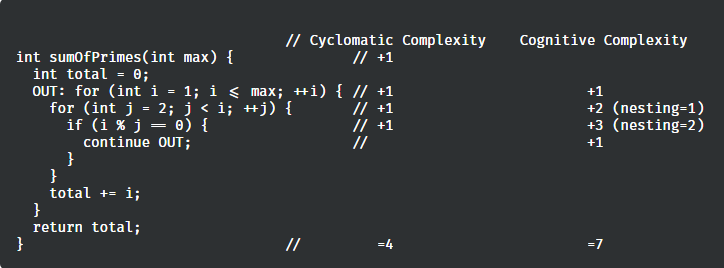 // Cyclomatic Complexity    Cognitive Complexity
int sumOfPrimes(int max) {              // +1
  int total = 0;
  OUT: for (int i = 1; i <= max; ++i) { // +1                      +1
    for (int j = 2; j < i; ++j) {       // +1                      +2 (nesting=1)
      if (i % j == 0) {                 // +1                      +3 (nesting=2)
        continue OUT;                   //                         +1
      }
    }
    total += i;
  }
  return total;
}                               //         =4                      =7